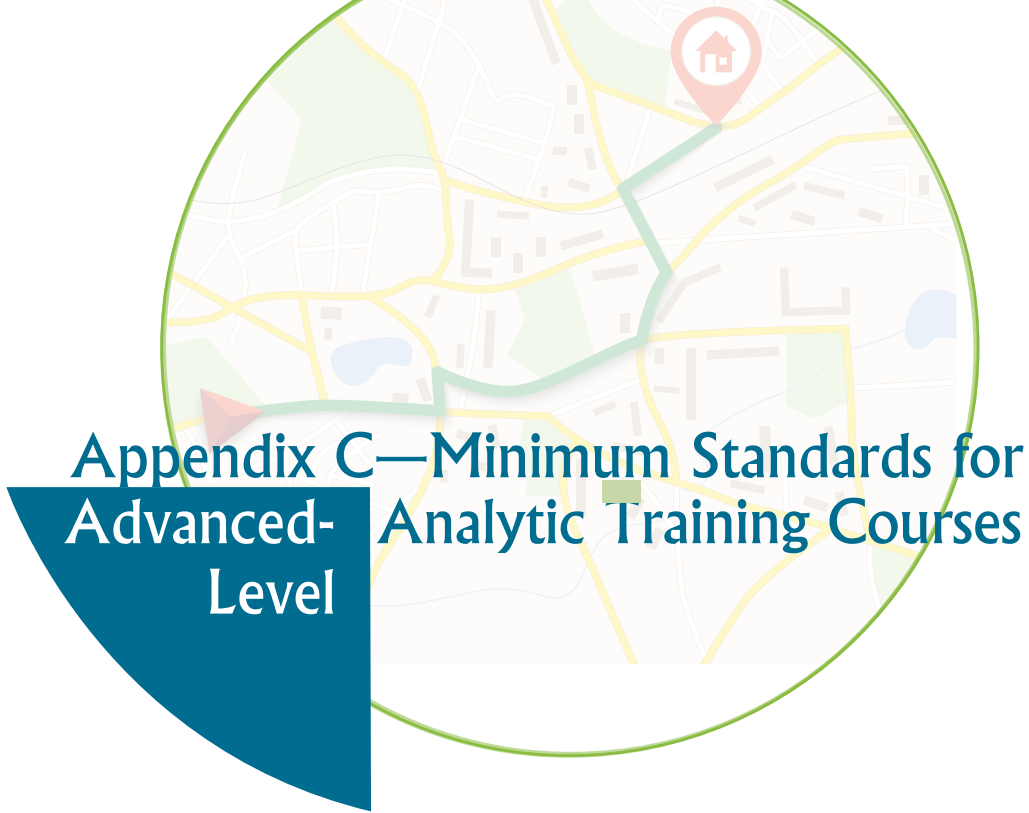 Appendix C—Minimum Standards for
Advanced- Analytic Training Courses
Level